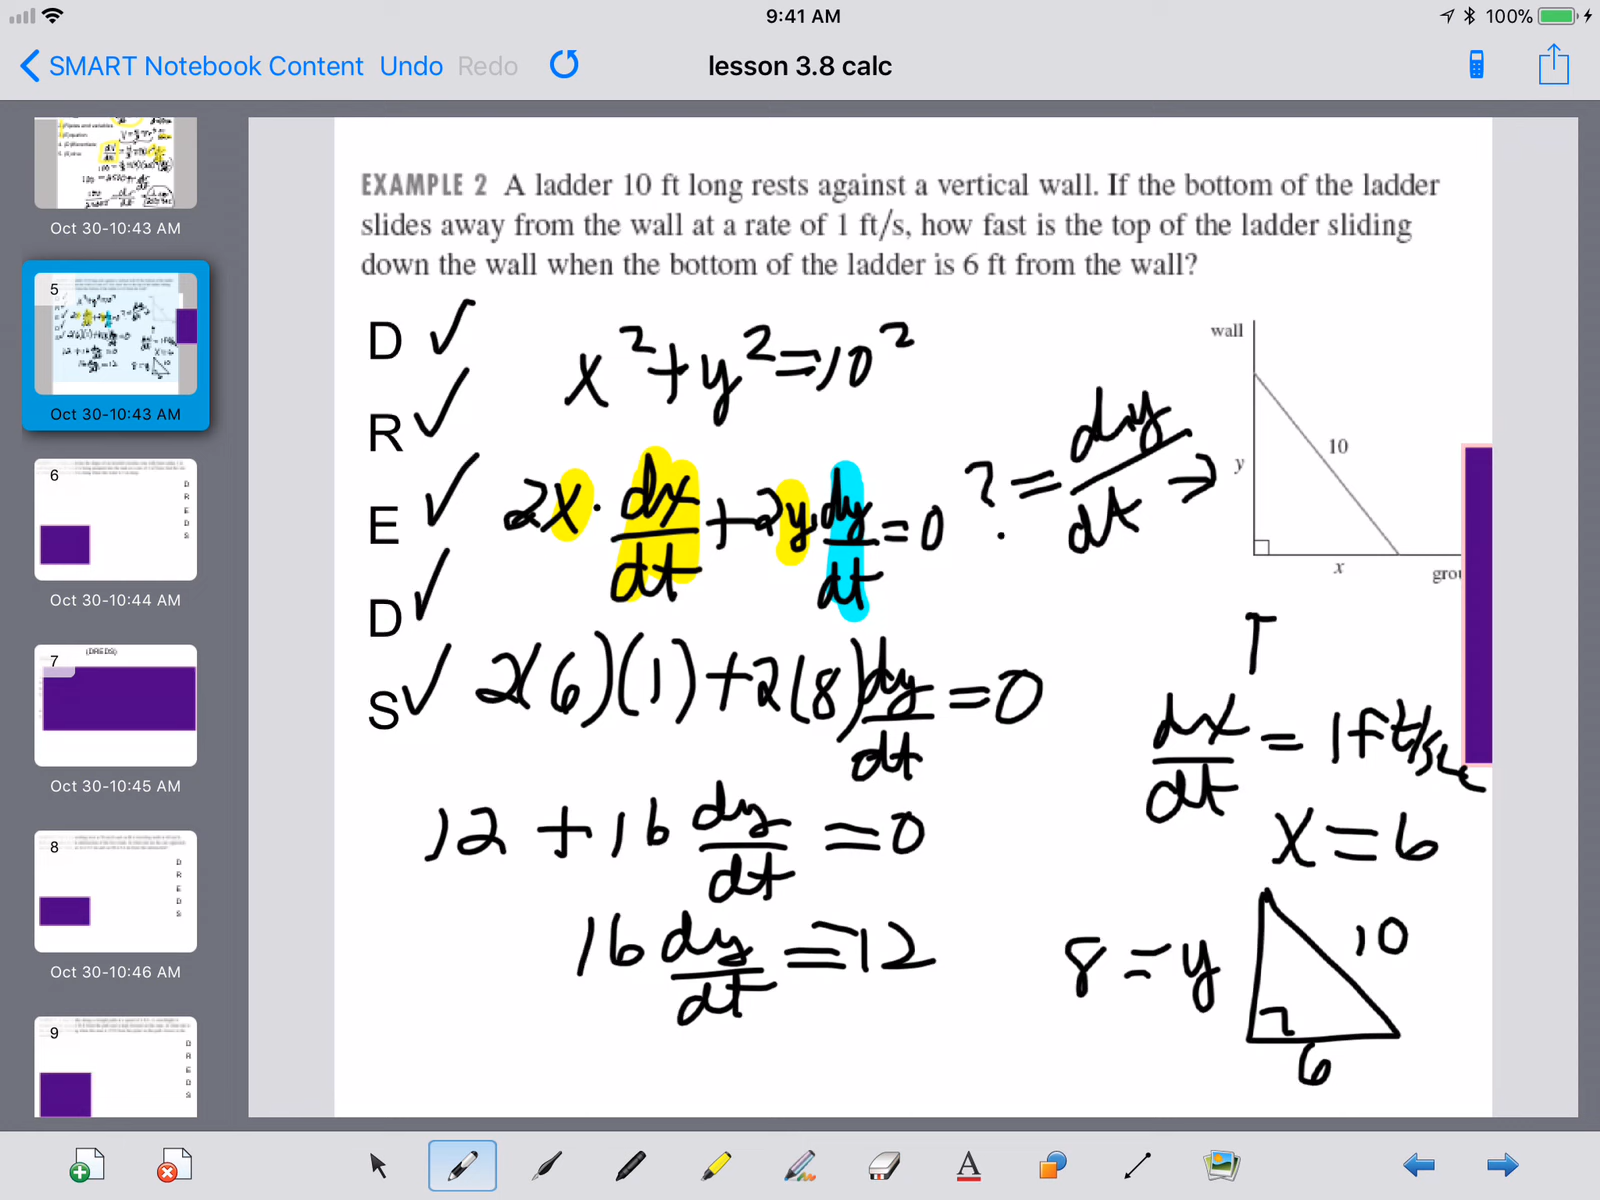 9:41 AM
100%
SMART Notebook Content Undo Redo
lesson 3.8 calc
Oct 30-10:43 AM
5
Oct 30-10:43 AM
6
D
R
E
D
S
Oct 30-10:44 AM
7
(DREDS)
Oct 30-10:45 AM
8
D
R
E
D
S
Oct 30-10:46 AM
9
D
R
E
D
S
EXAMPLE 2 A ladder 10 ft long rests against a vertical wall. If the bottom of the ladder
slides away from the wall at a rate of 1 ft/s, how fast is the top of the ladder sliding
down the wall when the bottom of the ladder is 6 ft from the wall?
D ✓ x² + y² = 10²
R ✓
E ✓ 2x · dx/dt + 2y dy/dt = 0 ? = dy/dt →
D ✓
S ✓ 2(6)(1) + 2(8) dy/dt = 0
12 + 16 dy/dt = 0
16 dy/dt = -12
wall
10
y
x
grou
dx/dt = 1ft/sec
x = 6
8 = y
10
6
A